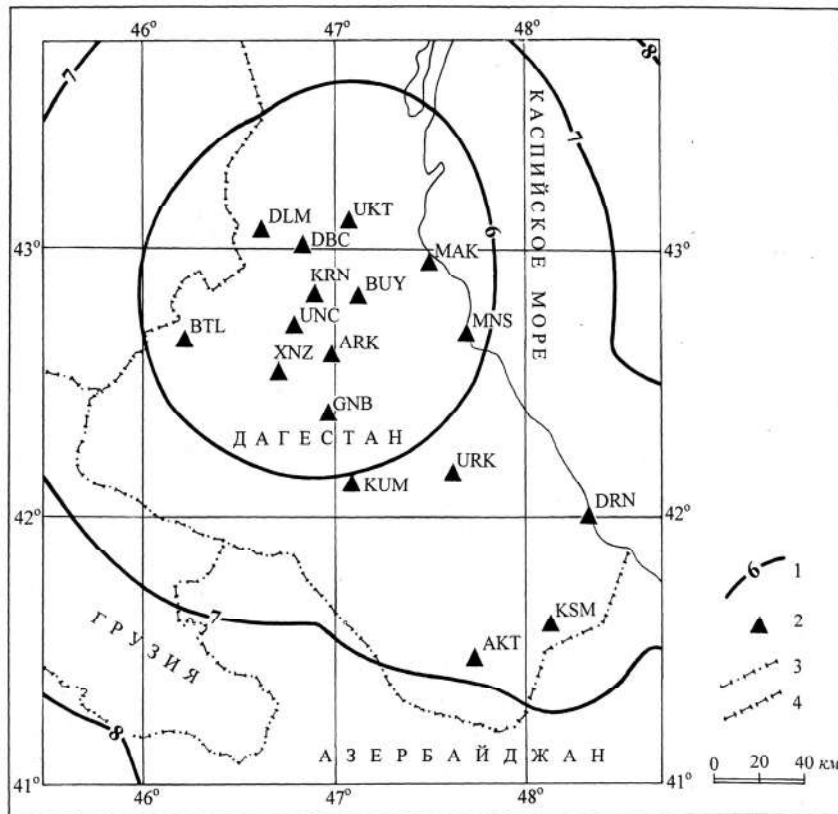 46° 47° 48°
8
7
7
КАСПИЙСКОЕ МОРЕ
UKT
DLM
DBC
6
43° 43°
MAK
KRN
BUY
UNC
MNS
BTL
ARK
XNZ
GNB
ДАГЕСТАН
URK
KUM
DRN
42° 42°
6 1
7
KSM
2
ГРУЗИЯ
AKT
3
8
4
АЗЕРБАЙДЖАН
41° 41°
0 20 40 км
46° 47° 48°